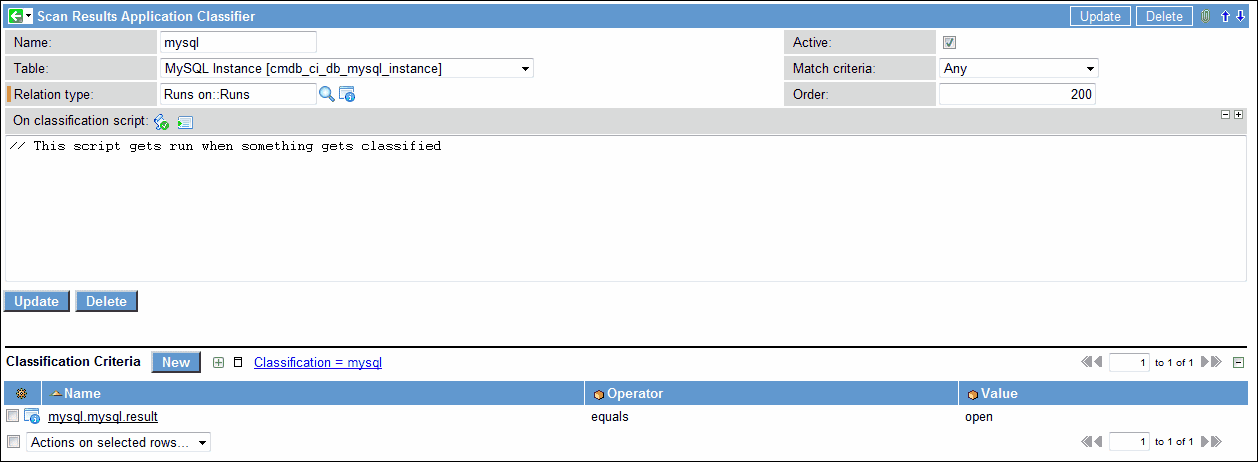 Scan Results Application Classifier Update Delete
Name: mysql Active:
Table: MySQL Instance [cmdb_ci_db_mysql_instance] Match criteria: Any
Relation type: Runs on::Runs Order: 200
On classification script:
// This script gets run when something gets classified
Update Delete
Classification Criteria New Classification = mysql 1 to 1 of 1
Name Operator Value
mysql.mysql.result equals open
Actions on selected rows... 1 to 1 of 1